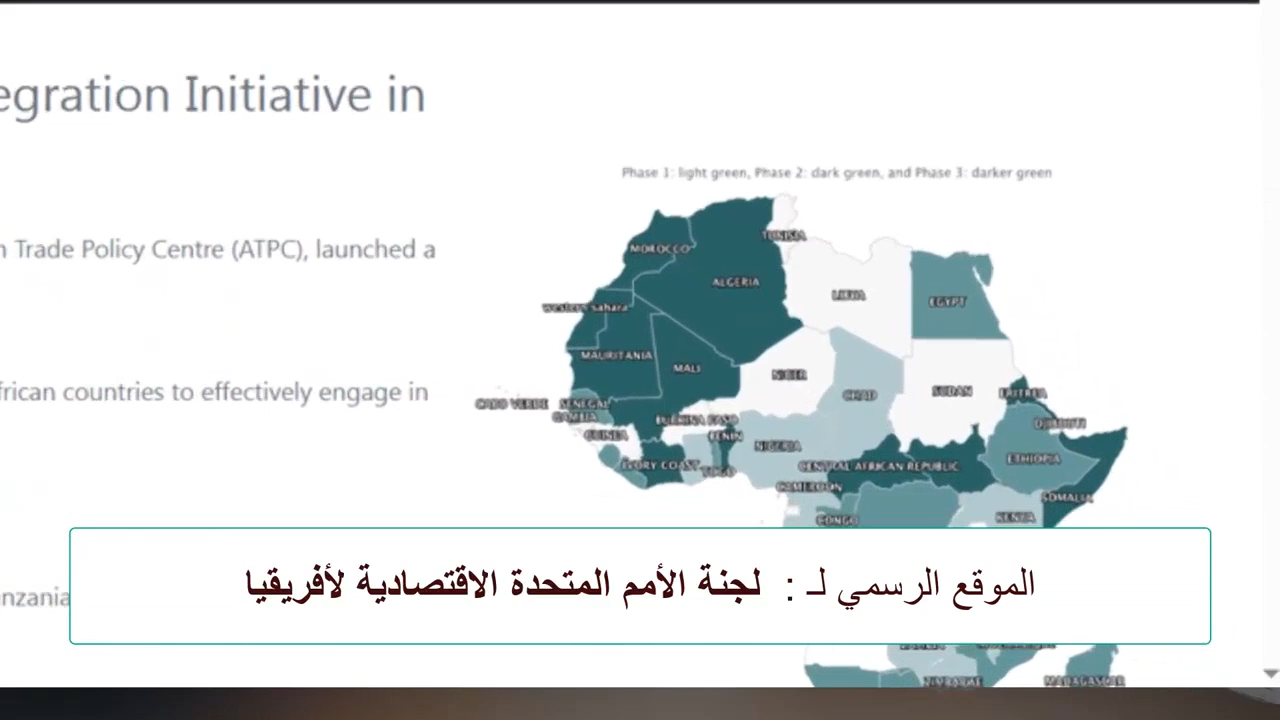 egration Initiative in
Phase 1: light green, Phase 2: dark green, and Phase 3: darker green
n Trade Policy Centre (ATPC), launched a
frican countries to effectively engage in
nzania
TUNISIA
MOROCCO
ALGERIA
LIBYA
EGYPT
western sahara
MAURITANIA
MALI
NIGER
CHAD
SUDAN
ERITREA
CABO VERDE
SENEGAL
GAMBIA
BURKINA FASO
DJIBOUTI
GUINEA
BENIN
NIGERIA
ETHIOPIA
IVORY COAST
TOGO
CENTRAL AFRICAN REPUBLIC
CAMEROON
SOMALIA
CONGO
KENYA
الموقع الرسمي لـ : لجنة الأمم المتحدة الاقتصادية لأفريقيا
ZIMBABWE
MADAGASCAR